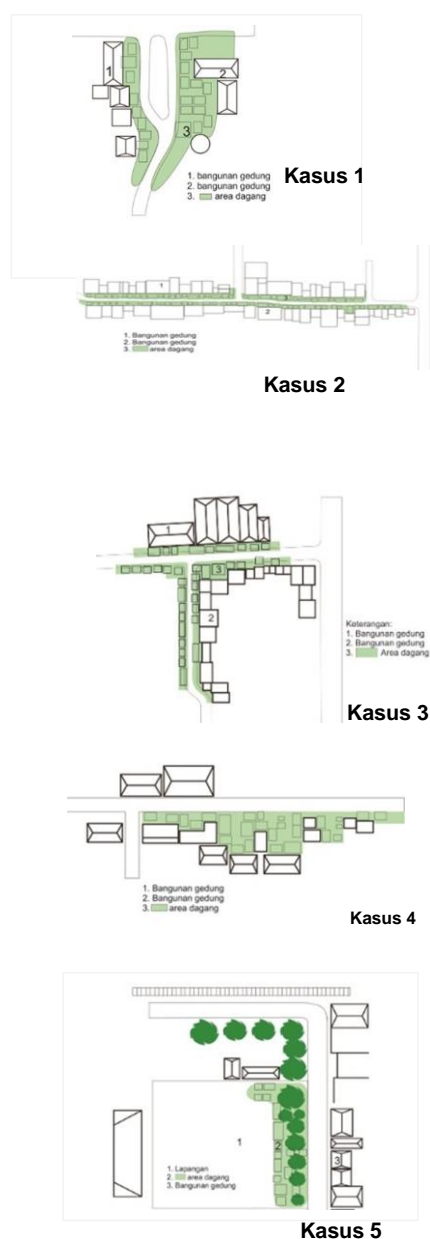 1
2
3
1. bangunan gedung
2. bangunan gedung
3. area dagang
Kasus 1
1
3
2
1. Bangunan gedung
2. Bangunan gedung
3. area dagang
Kasus 2
1
3
2
Keterangan:
1. Bangunan gedung
2. Bangunan gedung
3. Area dagang
Kasus 3
1. Bangunan gedung
2. Bangunan gedung
3. area dagang
Kasus 4
1
2
3
1. Lapangan
2. area dagang
3. Bangunan gedung
Kasus 5